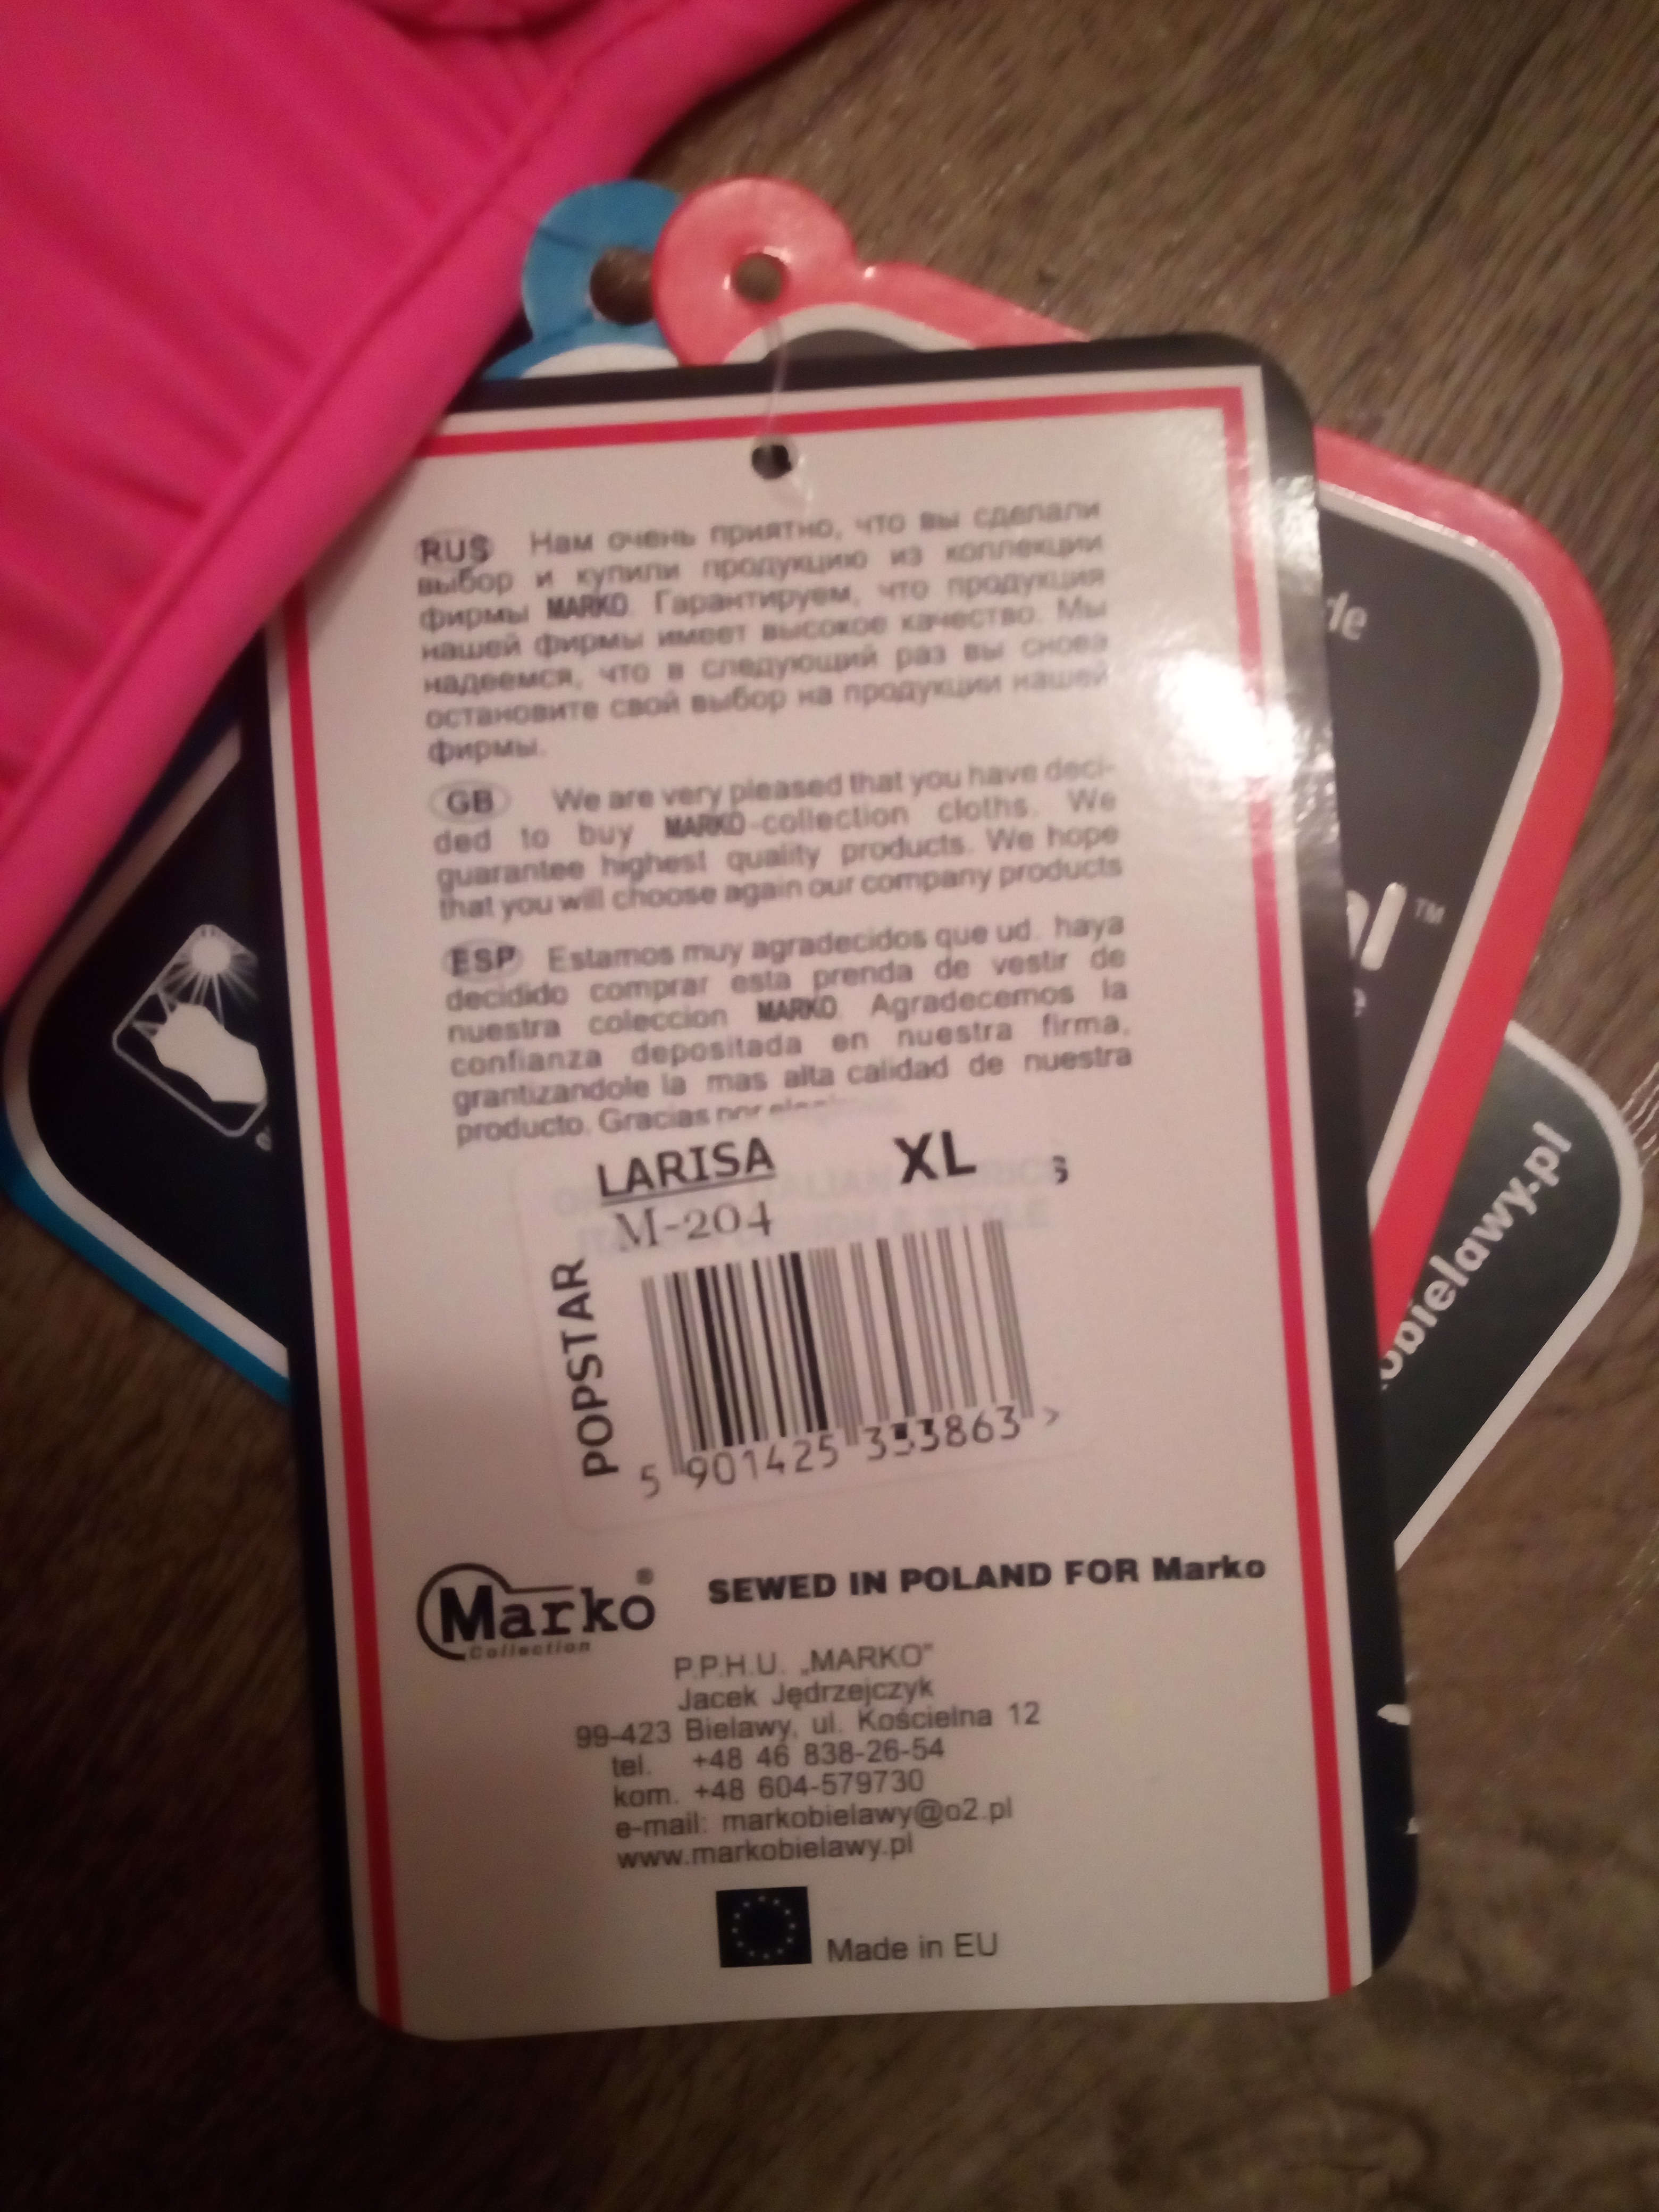 RUS Нам очень приятно, что вы сделали
выбор и купили продукцию из коллекции
фирмы MARKO. Гарантируем, что продукция
нашей фирмы имеет высокое качество. Мы
надеемся, что в следующий раз вы снова
остановите свой выбор на продукции нашей
фирмы.
GB We are very pleased that you have deci-
ded to buy MARKO-collection cloths. We
guarantee highest quality products. We hope
that you will choose again our company products
ESP Estamos muy agradecidos que ud. haya
decidido comprar esta prenda de vestir de
nuestra coleccion MARKO. Agradecemos la
confianza depositada en nuestra firma,
grantizandole la mas alta calidad de nuestra
producto. Gracias por
LARISA XL
M-204
POPSTAR
5 901425 333863 >
Marko®
Collection
SEWED IN POLAND FOR Marko
P.P.H.U. „MARKO”
Jacek Jędrzejczyk
99-423 Bielawy, ul. Kościelna 12
tel. +48 46 838-26-54
kom. +48 604-579730
e-mail: markobielawy@o2.pl
www.markobielawy.pl
Made in EU
obielawy.pl